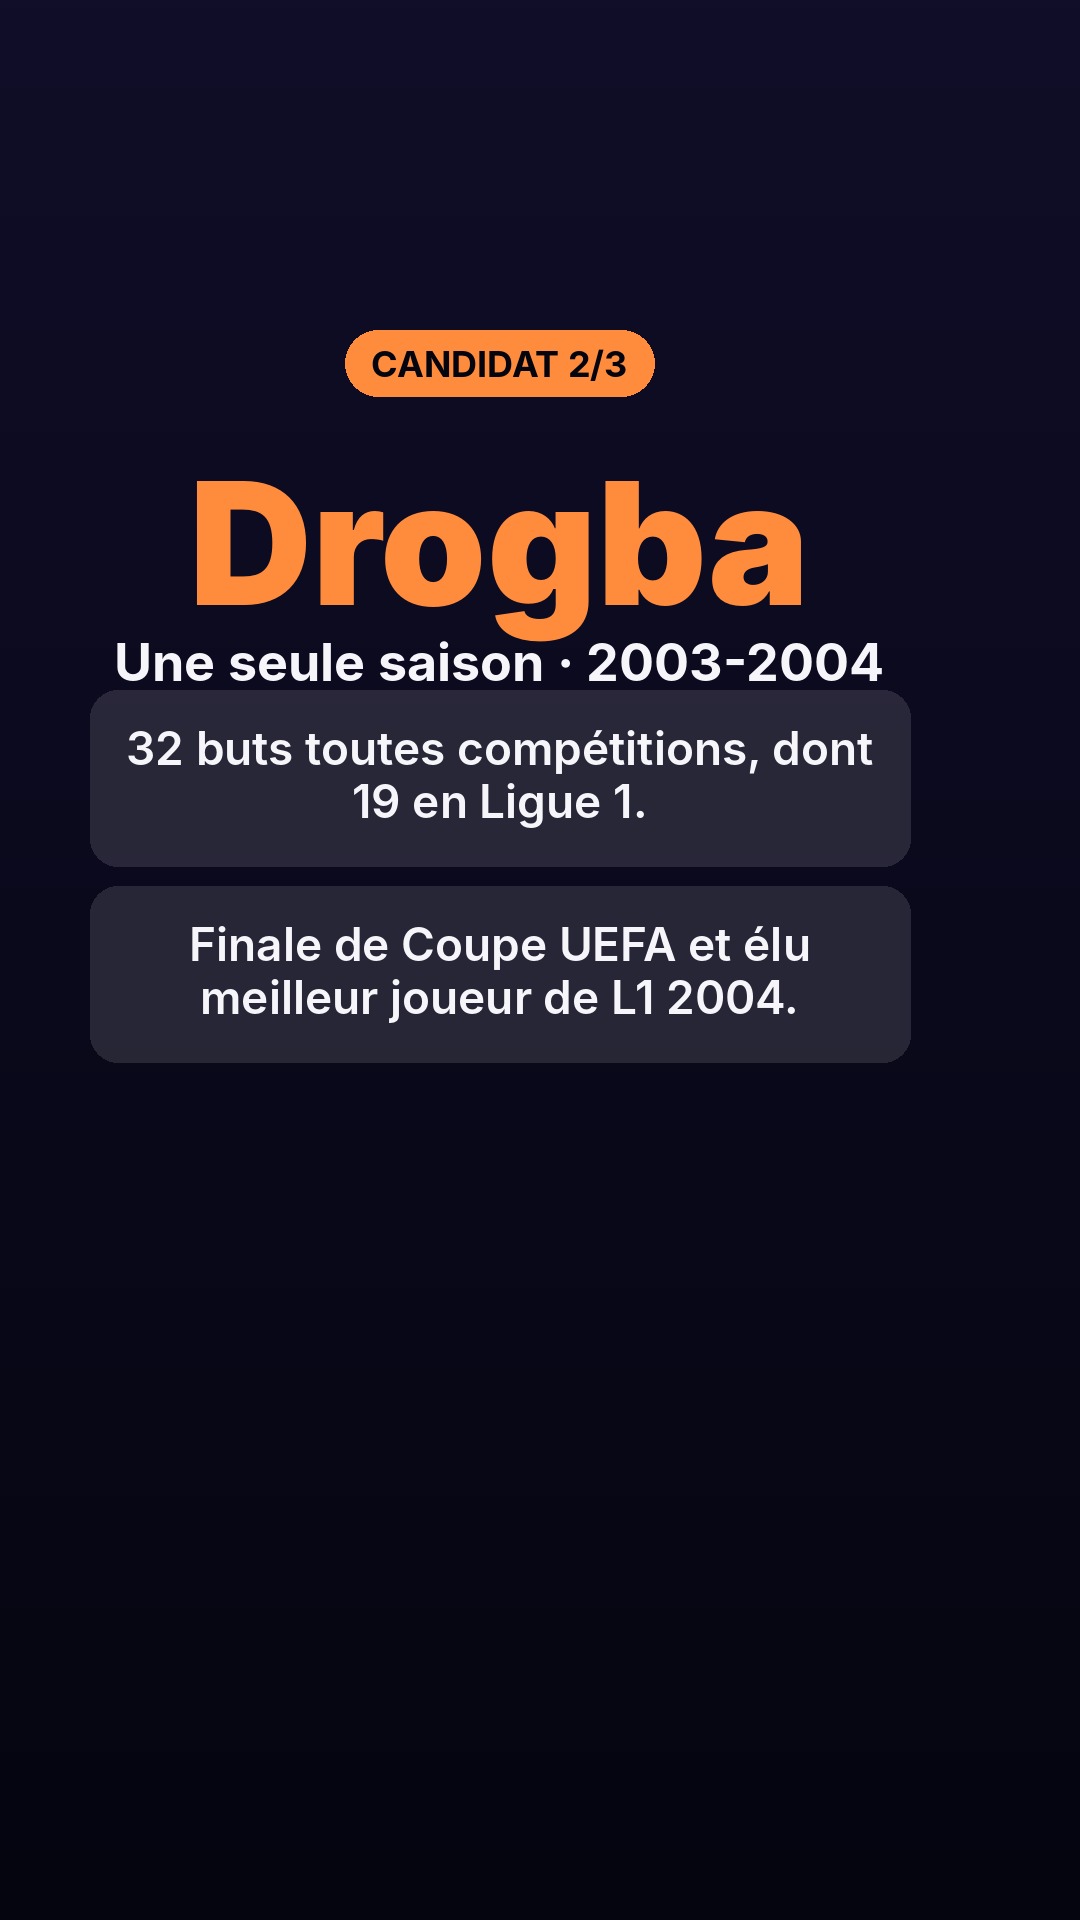 CANDIDAT 2/3
Drogba
Une seule saison · 2003-2004
32 buts toutes compétitions, dont
19 en Ligue 1.
Finale de Coupe UEFA et élu
meilleur joueur de L1 2004.